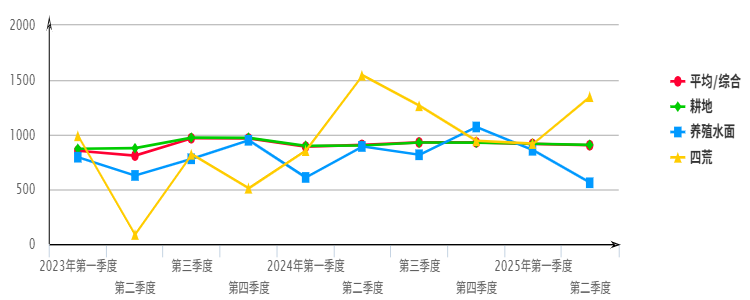 2000
1500
1000
500
0
2023年第一季度
第二季度
第三季度
第四季度
2024年第一季度
第二季度
第三季度
第四季度
2025年第一季度
第二季度
平均/综合
耕地
养殖水面
四荒